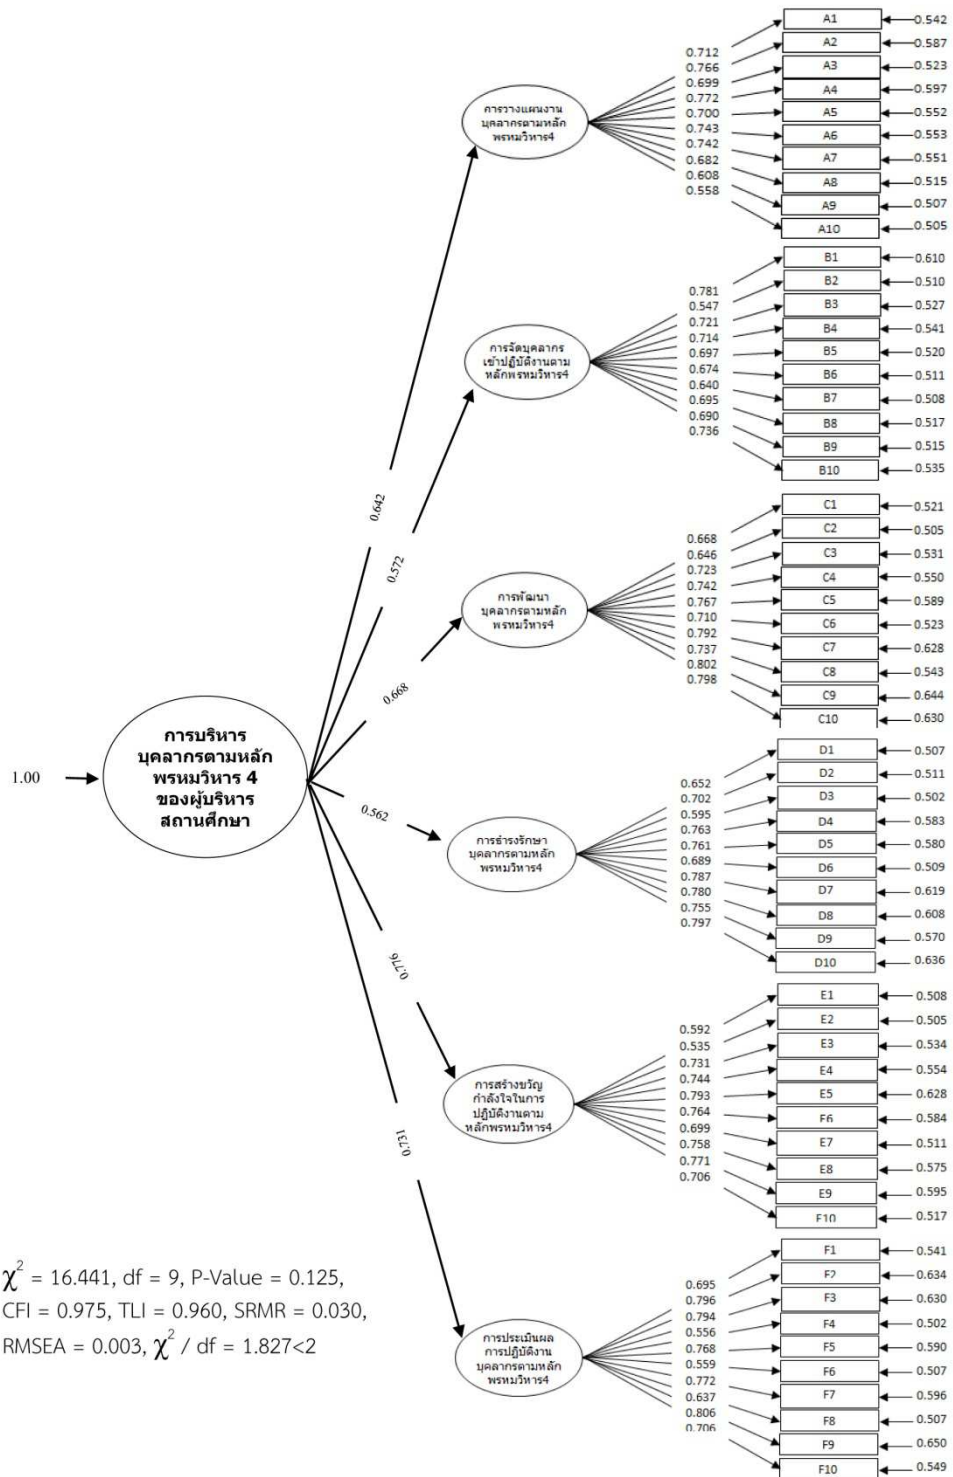 1.00
การบริหาร
บุคลากรตามหลัก
พรหมวิหาร 4
ของผู้บริหาร
สถานศึกษา
0.642
0.572
0.668
0.562
0.776
0.731
การวางแผนงาน
บุคลากรตามหลัก
พรหมวิหาร4
0.712
0.766
0.699
0.772
0.700
0.743
0.742
0.682
0.608
0.558
A1 0.542
A2 0.587
A3 0.523
A4 0.597
A5 0.552
A6 0.553
A7 0.551
A8 0.515
A9 0.507
A10 0.505
การจัดบุคลากร
เข้าปฏิบัติงานตาม
หลักพรหมวิหาร4
0.781
0.547
0.721
0.714
0.697
0.674
0.640
0.695
0.690
0.736
B1 0.610
B2 0.510
B3 0.527
B4 0.541
B5 0.520
B6 0.511
B7 0.508
B8 0.517
B9 0.515
B10 0.535
การพัฒนา
บุคลากรตามหลัก
พรหมวิหาร4
0.668
0.646
0.723
0.742
0.767
0.710
0.792
0.737
0.802
0.798
C1 0.521
C2 0.505
C3 0.531
C4 0.550
C5 0.589
C6 0.523
C7 0.628
C8 0.543
C9 0.644
C10 0.630
การธำรงรักษา
บุคลากรตามหลัก
พรหมวิหาร4
0.652
0.702
0.595
0.763
0.761
0.689
0.787
0.780
0.755
0.797
D1 0.507
D2 0.511
D3 0.502
D4 0.583
D5 0.580
D6 0.509
D7 0.619
D8 0.608
D9 0.570
D10 0.636
การสร้างขวัญ
กำลังใจในการ
ปฏิบัติงานตาม
หลักพรหมวิหาร4
0.592
0.535
0.731
0.744
0.793
0.764
0.699
0.758
0.771
0.706
E1 0.508
E2 0.505
E3 0.534
E4 0.554
E5 0.628
E6 0.584
E7 0.511
E8 0.575
E9 0.595
E10 0.517
การประเมินผล
การปฏิบัติงาน
บุคลากรตามหลัก
พรหมวิหาร4
0.695
0.796
0.794
0.556
0.768
0.559
0.772
0.637
0.806
0.706
F1 0.541
F2 0.634
F3 0.630
F4 0.502
F5 0.590
F6 0.507
F7 0.596
F8 0.507
F9 0.650
F10 0.549
χ² = 16.441, df = 9, P-Value = 0.125,
CFI = 0.975, TLI = 0.960, SRMR = 0.030,
RMSEA = 0.003, χ² / df = 1.827<2